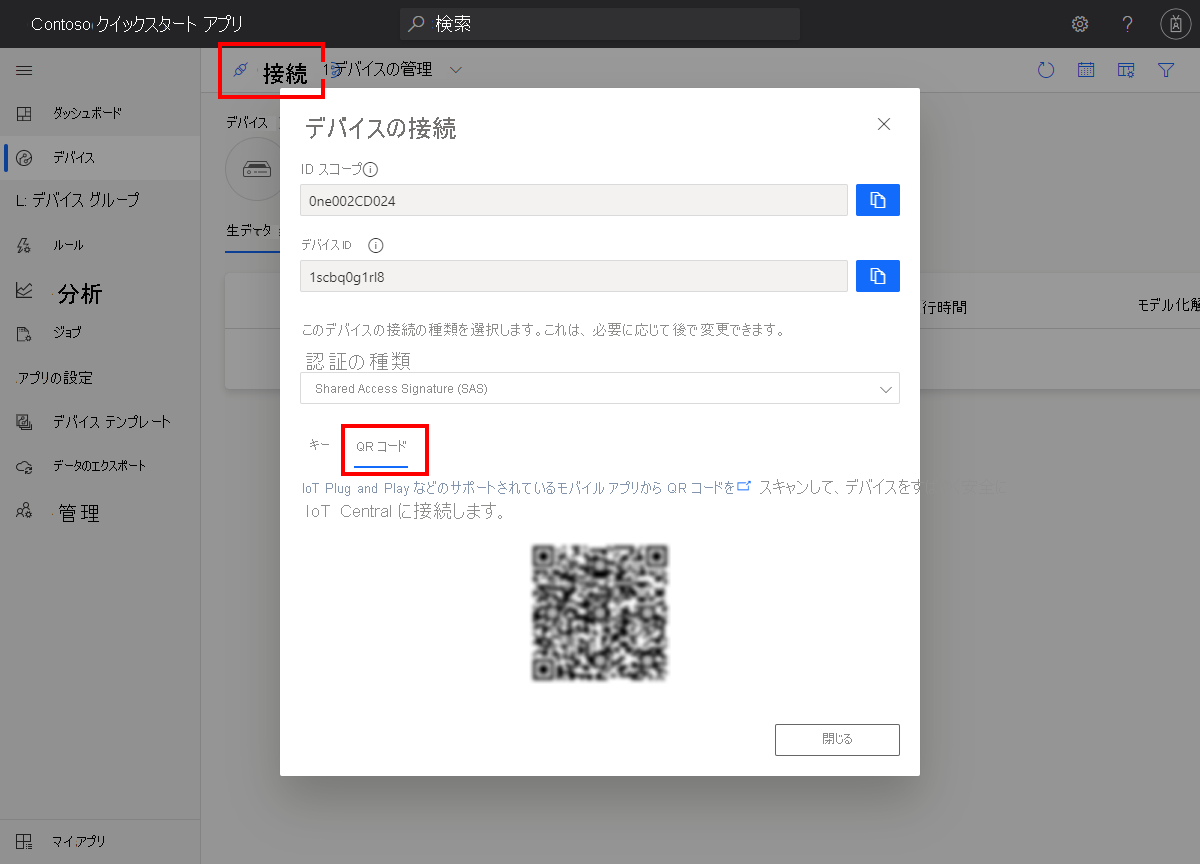 Contoso クイックスタート アプリ
検索
接続
デバイスの管理
ダッシュボード
デバイス
デバイス
デバイスの接続
ID スコープ
L: デバイス グループ
0ne002CD024
生データ
ルール
デバイス ID
1scbq0g1rl8
分析
行時間
モデル化解
ジョブ
このデバイスの接続の種類を選択します。これは、必要に応じて後で変更できます。
認証の種類
アプリの設定
Shared Access Signature (SAS)
デバイス テンプレート
キー
QR コード
データのエクスポート
IoT Plug and Play などのサポートされているモバイル アプリから QR コードを スキャンして、デバイスをす
管理
IoT Central に接続します。
閉じる
マイ アプリ